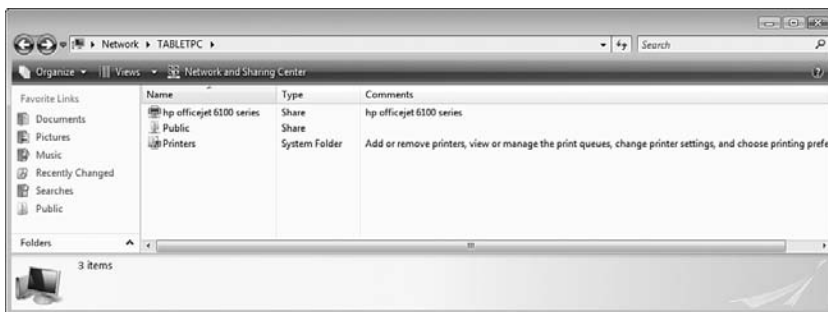 Network ▸ TABLETPC ▸ Search
Organize Views Network and Sharing Center
Favorite Links
Documents
Pictures
Music
Recently Changed
Searches
Public
Folders
Name Type Comments
hp officejet 6100 series Share hp officejet 6100 series
Public Share
Printers System Folder Add or remove printers, view or manage the print queues, change printer settings, and choose printing prefe
3 items